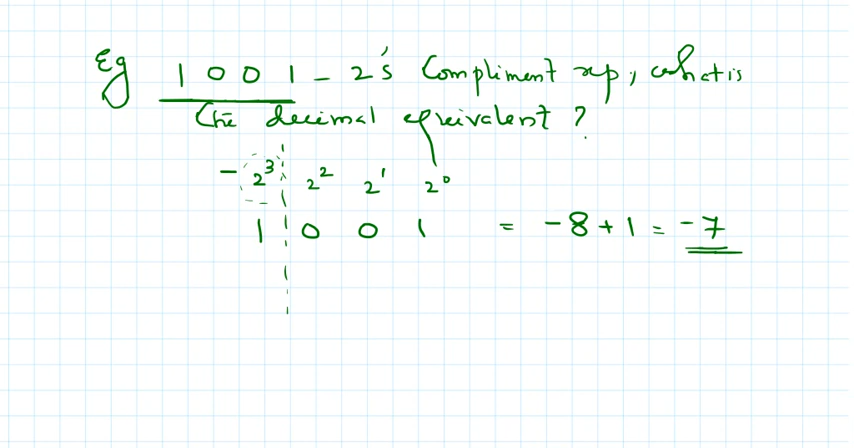 Eg 1 0 0 1 - 2's Compliment rep, what is
the decimal equivalent ?
- 2³ 2² 2¹ 2⁰
1 0 0 1 = -8 + 1 = -7